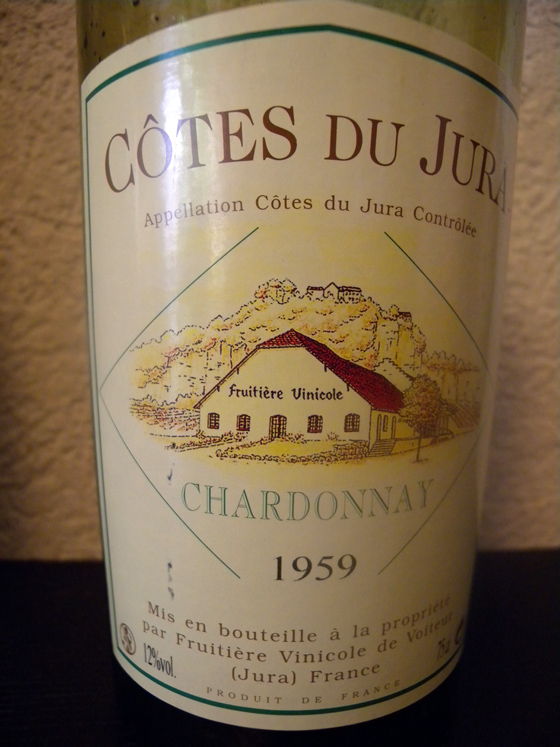 CÔTES DU JURA
Appellation Côtes du Jura Contrôlée
Fruitière Vinicole
CHARDONNAY
1959
Mis en bouteille à la propriété
par Fruitière Vinicole de Voiteur
12%vol. (Jura) France 75cl
PRODUIT DE FRANCE